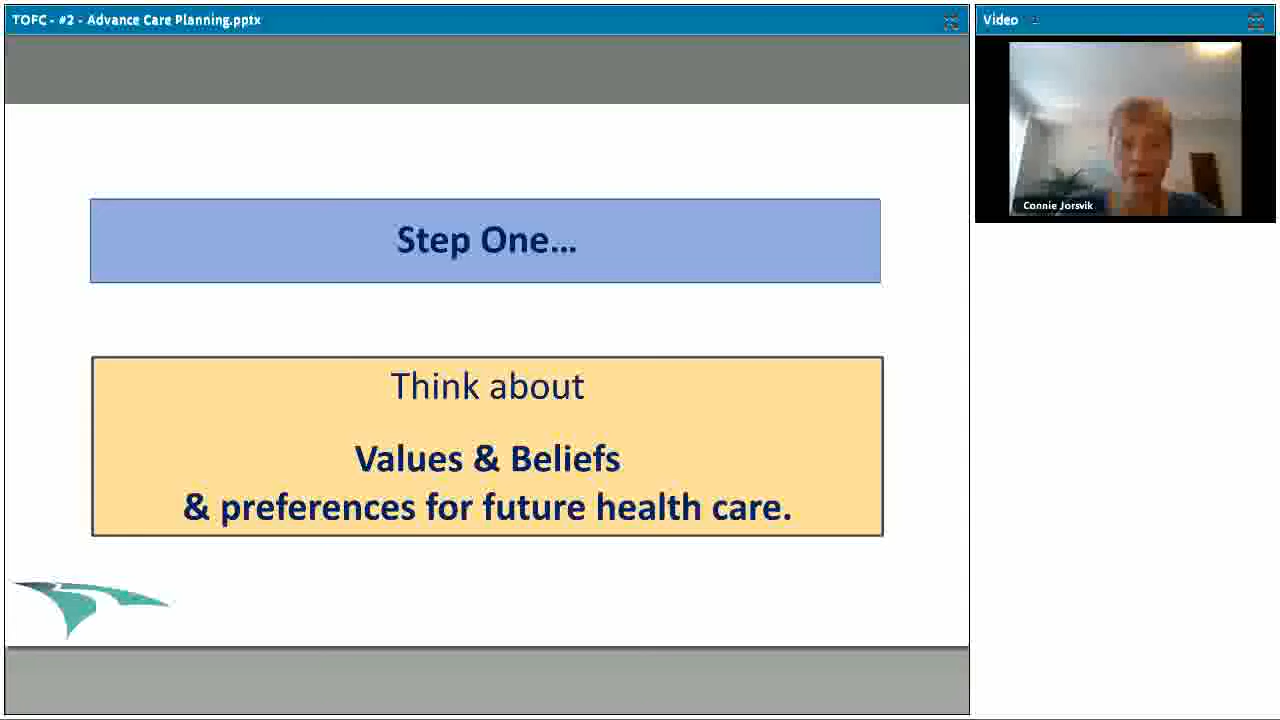 TOFC - #2 - Advance Care Planning.pptx
Video
Connie Jorsvik
Step One...
Think about
Values & Beliefs
& preferences for future health care.